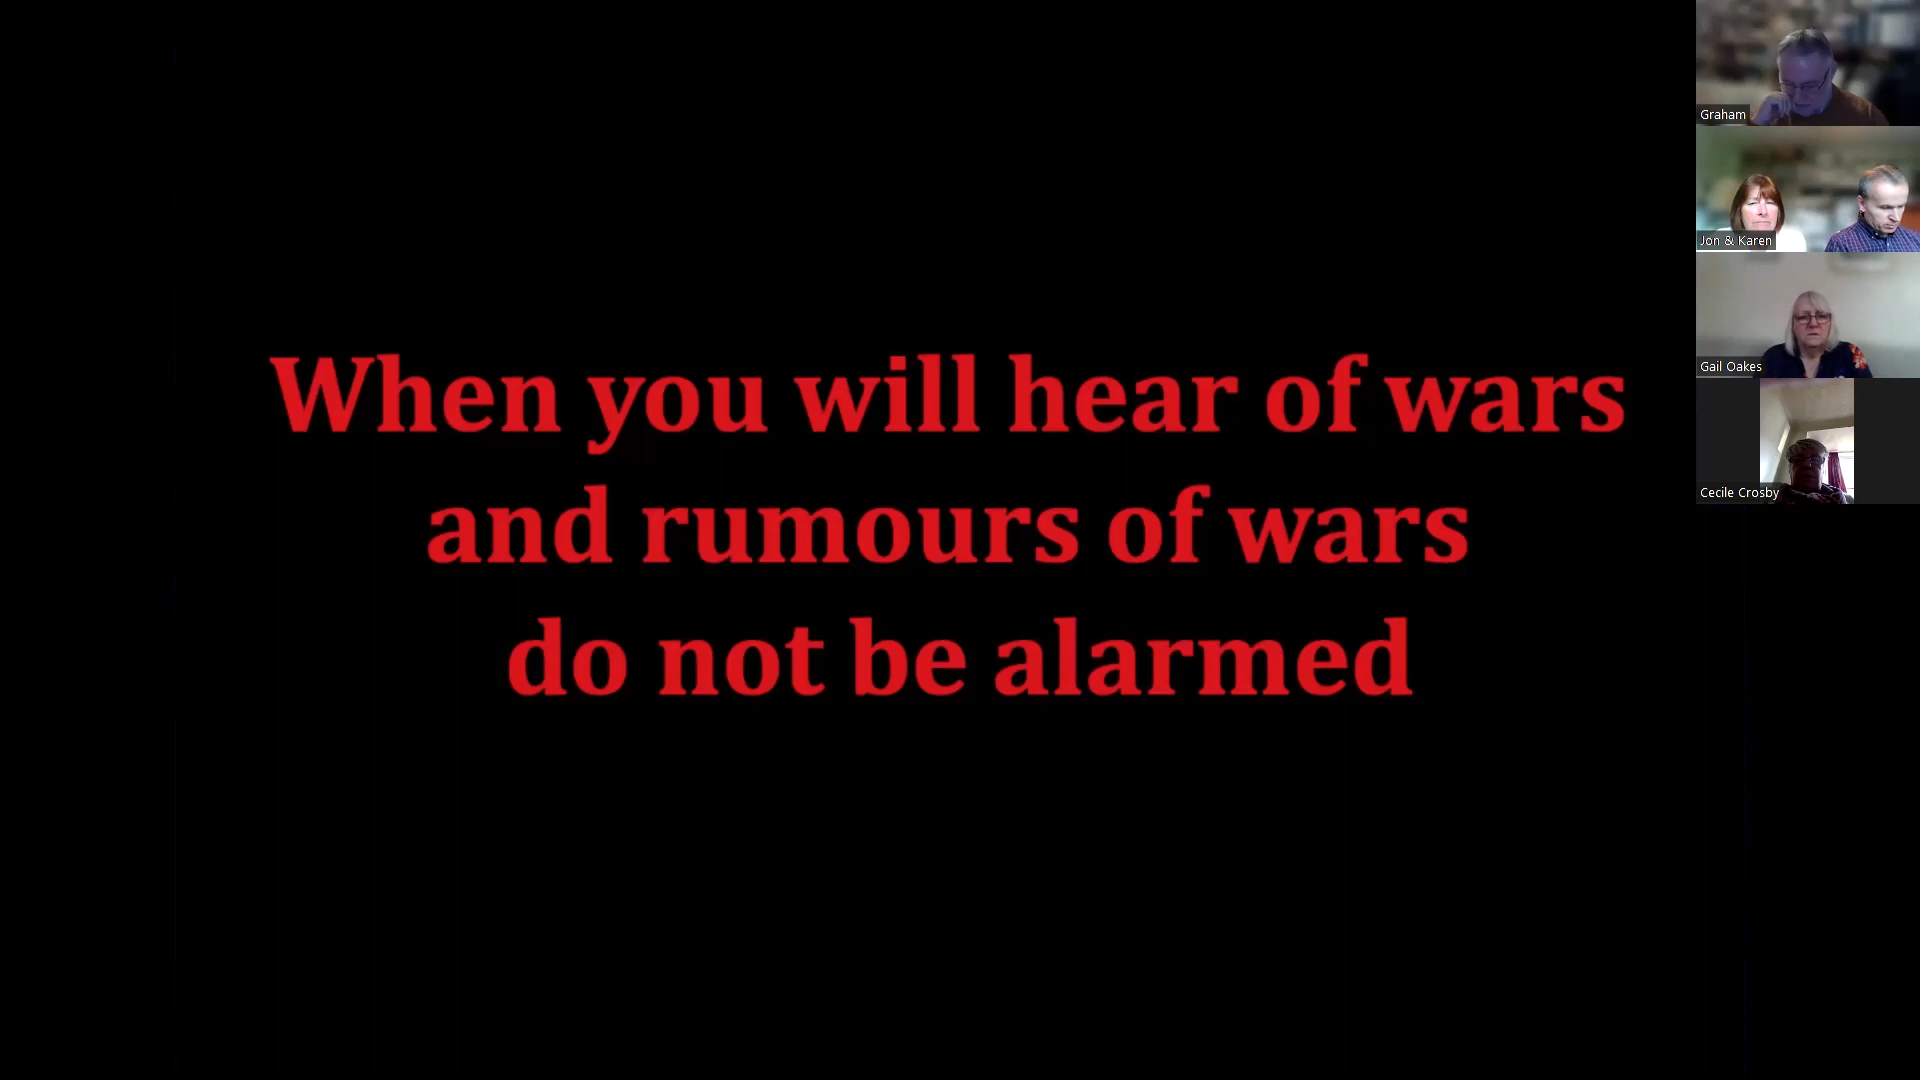 When you will hear of wars
and rumours of wars
do not be alarmed
Graham
Jon & Karen
Gail Oakes
Cecile Crosby